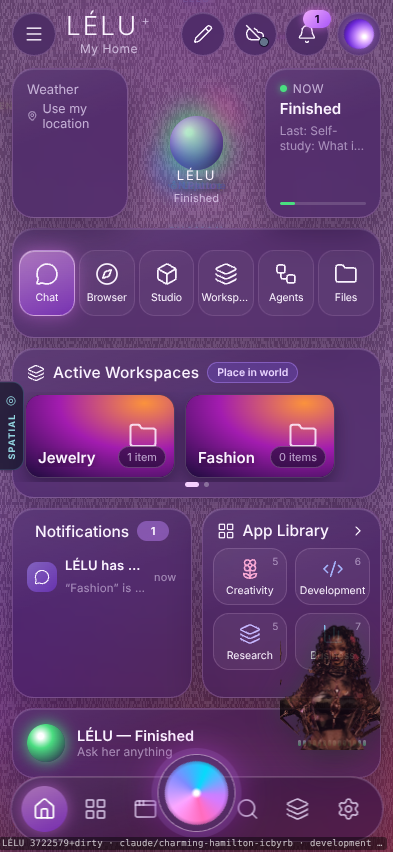 LÉLU +
My Home
1
Weather
Use my
location
LÉLU
Finished
NOW
Finished
Last: Self-
study: What i...
Chat
Browser
Studio
Worksp...
Agents
Files
Active Workspaces
Place in world
SPATIAL
Jewelry
1 item
Fashion
0 items
Notifications
1
LÉLU has ...
“Fashion” is ...
now
App Library
5
Creativity
6
Development
5
Research
7
LÉLU — Finished
Ask her anything
LÉLU 3722579+dirty · claude/charming-hamilton-icbyrb · development …